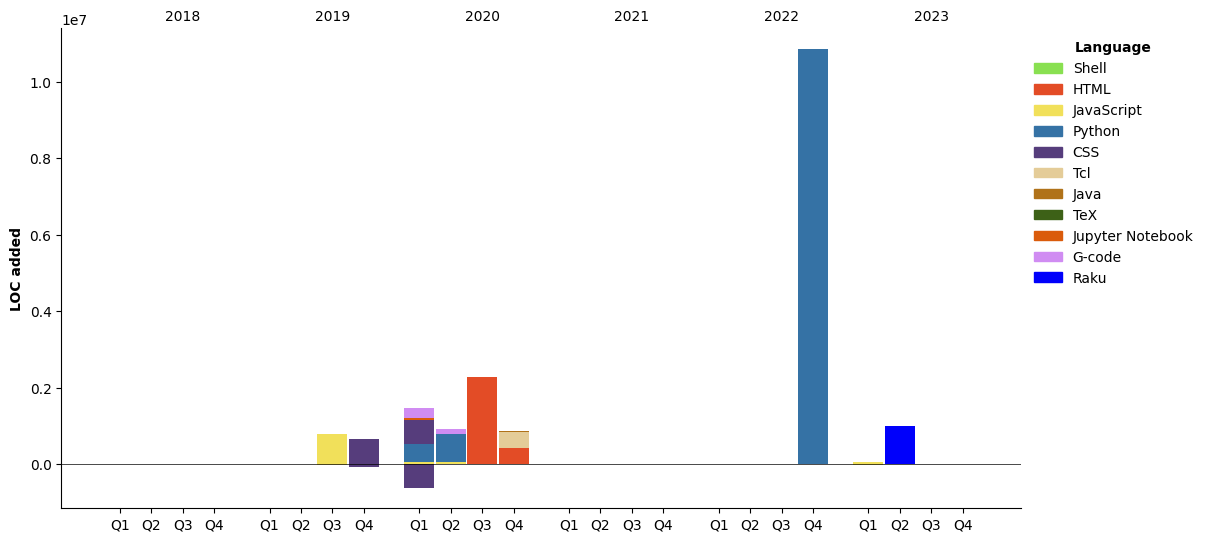 1e7
2018 2019 2020 2021 2022 2023
Language
Shell
HTML
JavaScript
Python
CSS
Tcl
Java
TeX
Jupyter Notebook
G-code
Raku
LOC added
1.0
0.8
0.6
0.4
0.2
0.0
Q1 Q2 Q3 Q4 Q1 Q2 Q3 Q4 Q1 Q2 Q3 Q4 Q1 Q2 Q3 Q4 Q1 Q2 Q3 Q4 Q1 Q2 Q3 Q4